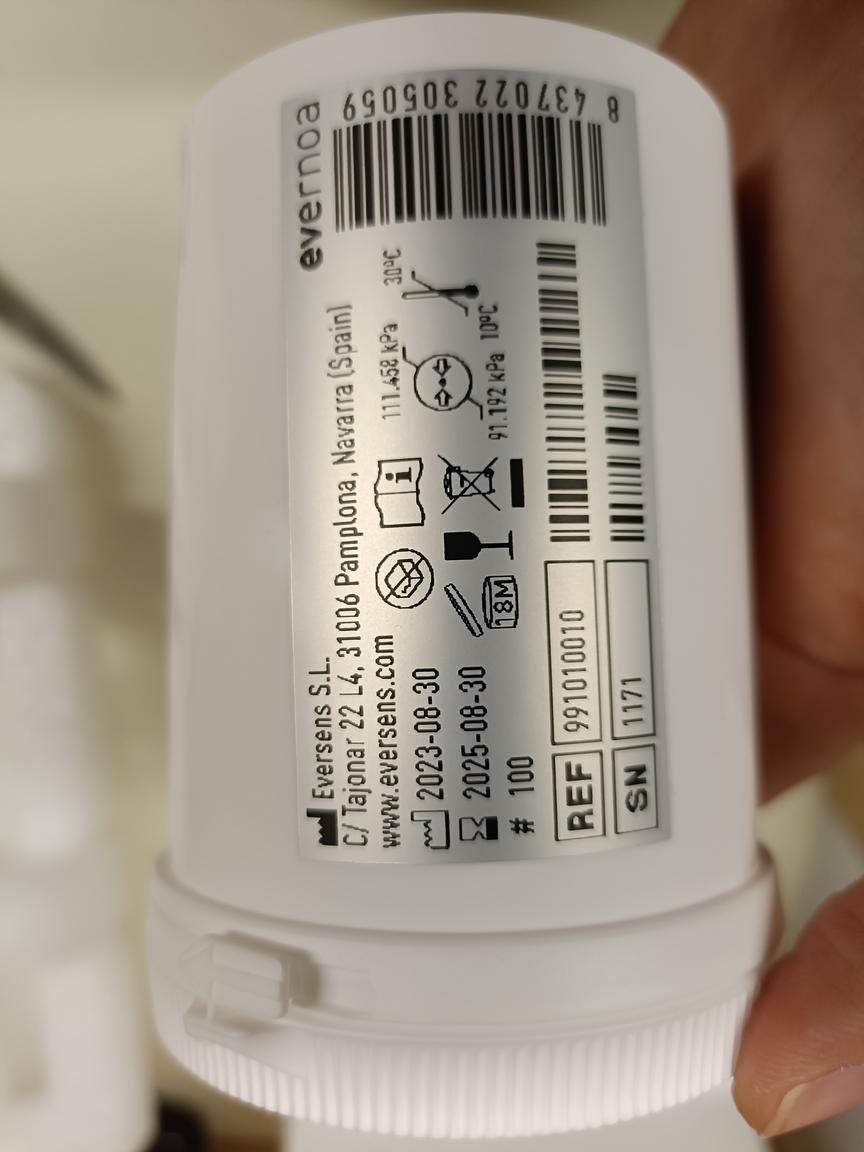 Eversens S.L.
C/ Tajonar 22 L4, 31006 Pamplona, Navarra (Spain)
www.eversens.com
evernoa
2023-08-30
2025-08-30
# 100
18M
111.458 kPa
91.192 kPa
30ºC
10ºC
REF 991010010
SN 1171
8 437022 305059